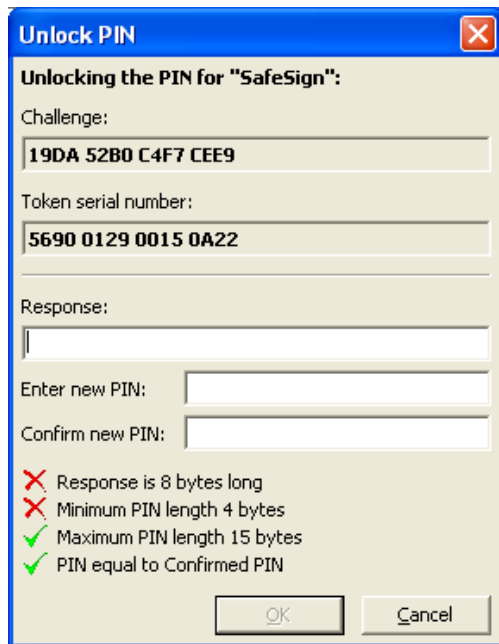 Unlock PIN
Unlocking the PIN for "SafeSign":
Challenge:
19DA 52B0 C4F7 CEE9
Token serial number:
5690 0129 0015 0A22
Response:
Enter new PIN:
Confirm new PIN:
Response is 8 bytes long
Minimum PIN length 4 bytes
Maximum PIN length 15 bytes
PIN equal to Confirmed PIN
OK Cancel